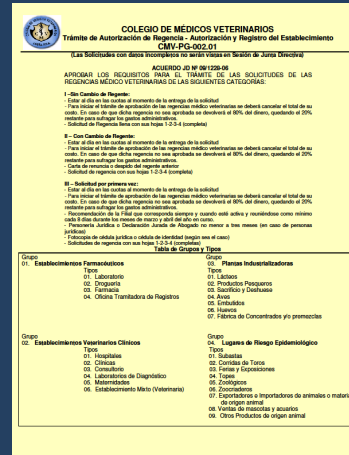 COLEGIO DE MÉDICOS VETERINARIOS
Trámite de Autorización de Regencia - Autorización y Registro del Establecimiento
CMV-PG-002.01
(Las Solicitudes con datos incompletos no serán vistas en Sesión de Junta Directiva)
ACUERDO JD Nº 09/1229-06
APROBAR LOS REQUISITOS PARA EL TRÁMITE DE LAS SOLICITUDES DE LAS
REGENCIAS MÉDICO VETERINARIAS DE LAS SIGUIENTES CATEGORÍAS:
I –Sin Cambio de Regente:
- Estar al día en las cuotas al momento de la entrega de la solicitud
- Para iniciar el trámite de aprobación de las regencias médico veterinarias se deberá cancelar el total de su
costo. En caso de que dicha regencia no sea aprobada se devolverá el 80% del dinero, quedando el 20%
restante para sufragar los gastos administrativos.
- Solicitud de Regencia llena con sus hojas 1-2-3-4 (completa)
II – Con Cambio de Regente:
- Estar al día en las cuotas al momento de la entrega de la solicitud
- Para iniciar el trámite de aprobación de las regencias médico veterinarias se deberá cancelar el total de su
costo. En caso de que dicha regencia no sea aprobada se devolverá el 80% del dinero, quedando el 20%
restante para sufragar los gastos administrativos.
- Carta de renuncia o despido del regente anterior
- Solicitud de regencia con sus hojas 1-2-3-4 (completa)
III – Solicitud por primera vez:
- Estar al día en las cuotas al momento de la entrega de la solicitud
- Para iniciar el trámite de aprobación de las regencias médico veterinarias se deberá cancelar el total de su
costo. En caso de que dicha regencia no sea aprobada se devolverá el 80% del dinero, quedando el 20%
restante para sufragar los gastos administrativos.
- Recomendación de la Filial que corresponda siempre y cuando esté activa y reuniéndose como mínimo
cada 8 días durante los meses de marzo y abril del año en curso.
- Personería Jurídica o Declaración Jurada de Abogado no menor a tres meses (en caso de personas
jurídicas)
- Fotocopia de cédula jurídica o cédula de identidad (según sea el caso)
- Solicitudes de regencia con sus hojas 1-2-3-4 (completa)
Tabla de Grupos y Tipos
Grupo
01. Establecimientos Farmacéuticos
Tipos
01. Laboratorio
02. Droguería
03. Farmacia
04. Oficina Tramitadora de Registros
Grupo
03. Plantas Industrializadoras
Tipos
01. Lácteos
02. Productos Pesqueros
03. Sacrificio y Deshuese
04. Aves
05. Embutidos
06. Huevos
07. Fábrica de Concentrados y/o premezclas
Grupo
02. Establecimientos Veterinarios Clínicos
Tipos
01. Hospitales
02. Clínicas
03. Consultorio
04. Laboratorios de Diagnóstico
05. Maternidades
06. Establecimiento Mixto (Veterinaria)
Grupo
04. Lugares de Riesgo Epidemiológico
Tipos
01. Subastas
02. Corridas de Toros
03. Ferias y Exposiciones
04. Topes
05. Zoológicos
06. Zoocriaderos
07. Exportadores e Importadores de animales o materia
de origen animal
08. Ventas de mascotas y acuarios
09. Otros Productos de origen animal